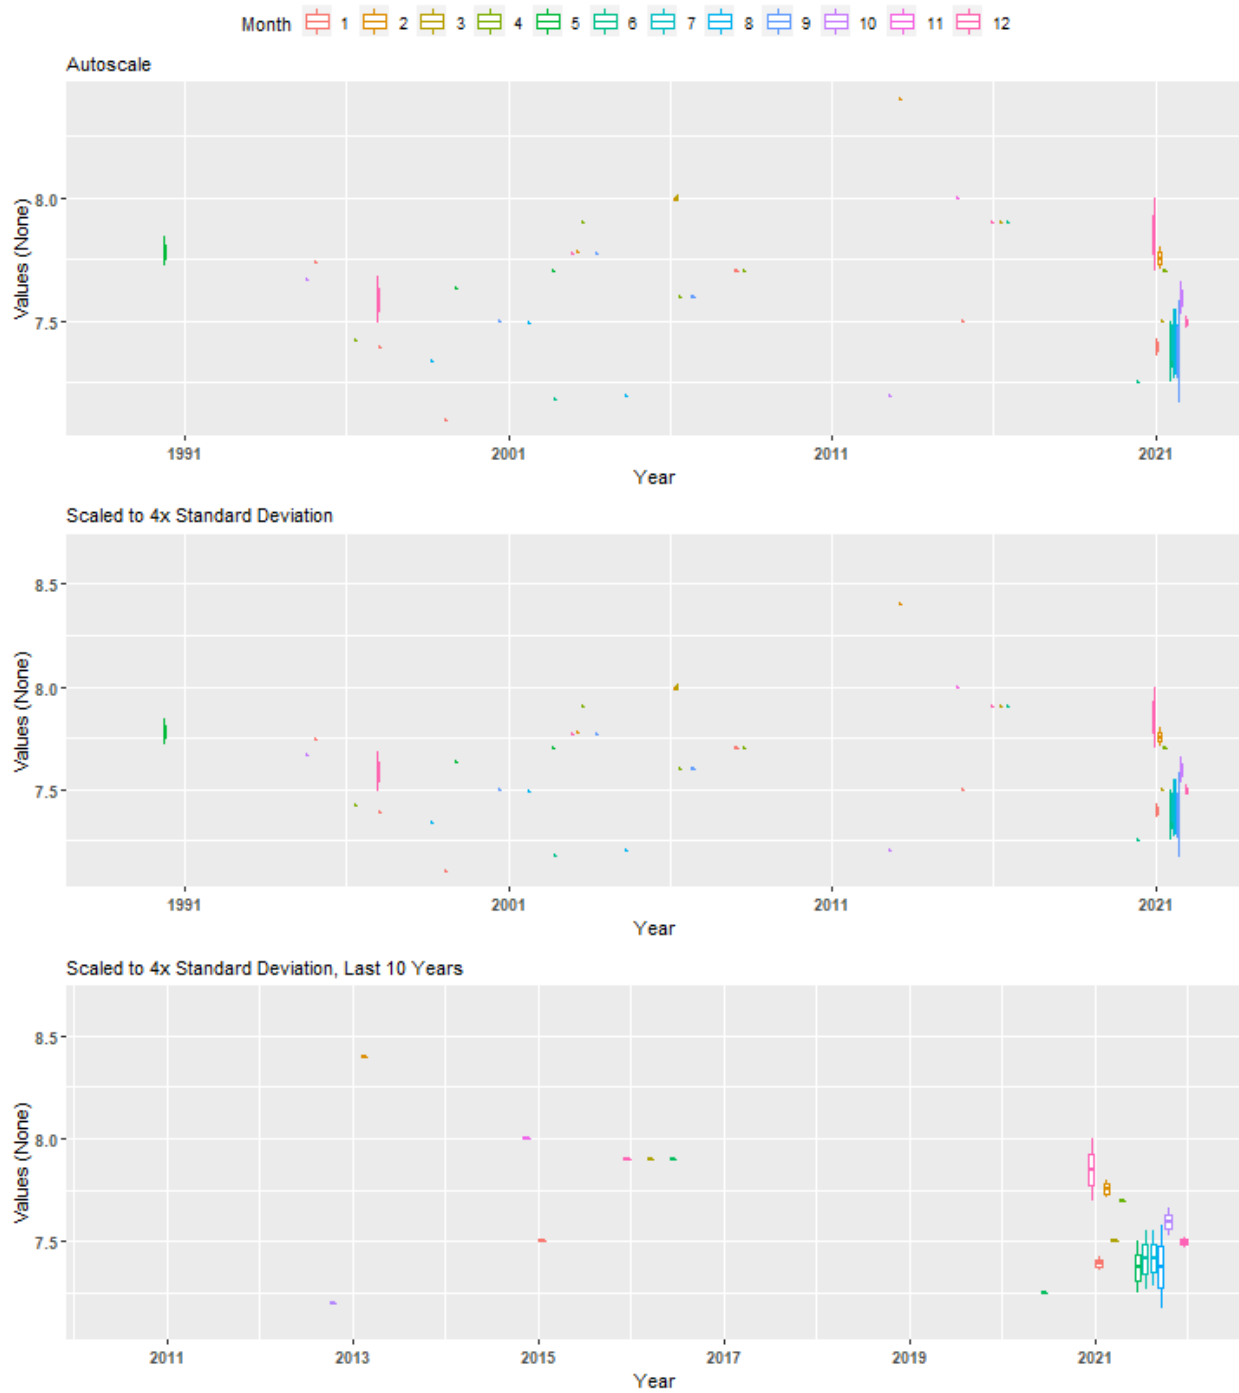 Month 1 2 3 4 5 6 7 8 9 10 11 12
Autoscale
Values (None)
8.0
7.5
1991 2001 2011 2021
Year
Scaled to 4x Standard Deviation
Values (None)
8.5
8.0
7.5
1991 2001 2011 2021
Year
Scaled to 4x Standard Deviation, Last 10 Years
Values (None)
8.5
8.0
7.5
2011 2013 2015 2017 2019 2021
Year